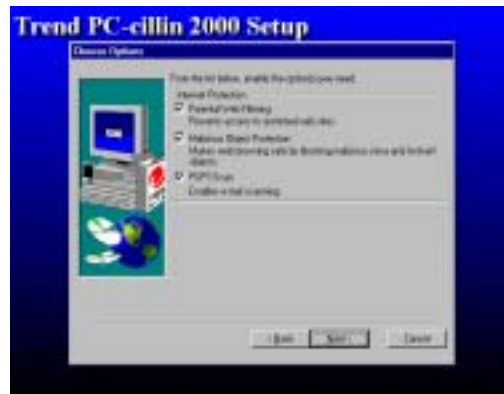 Trend PC-cillin 2000 Setup
Choose Options
From the list below, enable the option(s) you need.
Internet Protection
Parental Web Filtering
Prevents access to restricted web sites.
Malicious Object Protection
Makes web browsing safe by blocking malicious Java and ActiveX
objects.
POP3 Scan
Enables e-mail scanning.
< Back
Next >
Cancel